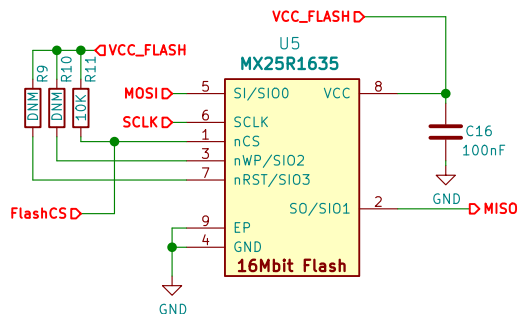 VCC_FLASH
U5
MX25R1635
VCC_FLASH
R9
R10
R11
DNM
DNM
10K
MOSI
5
SI/SIO0
VCC
8
SCLK
6
SCLK
1
nCS
C16
100nF
3
nWP/SIO2
7
nRST/SIO3
GND
FlashCS
SO/SIO1
2
MISO
9
EP
4
GND
16Mbit Flash
GND